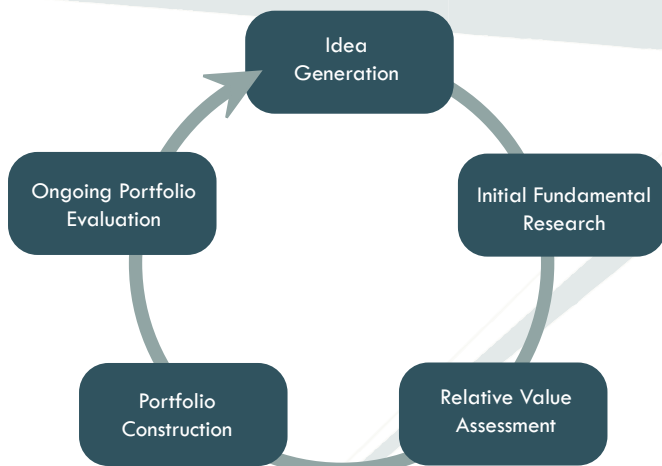 Idea
Generation
Initial Fundamental
Research
Relative Value
Assessment
Portfolio
Construction
Ongoing Portfolio
Evaluation